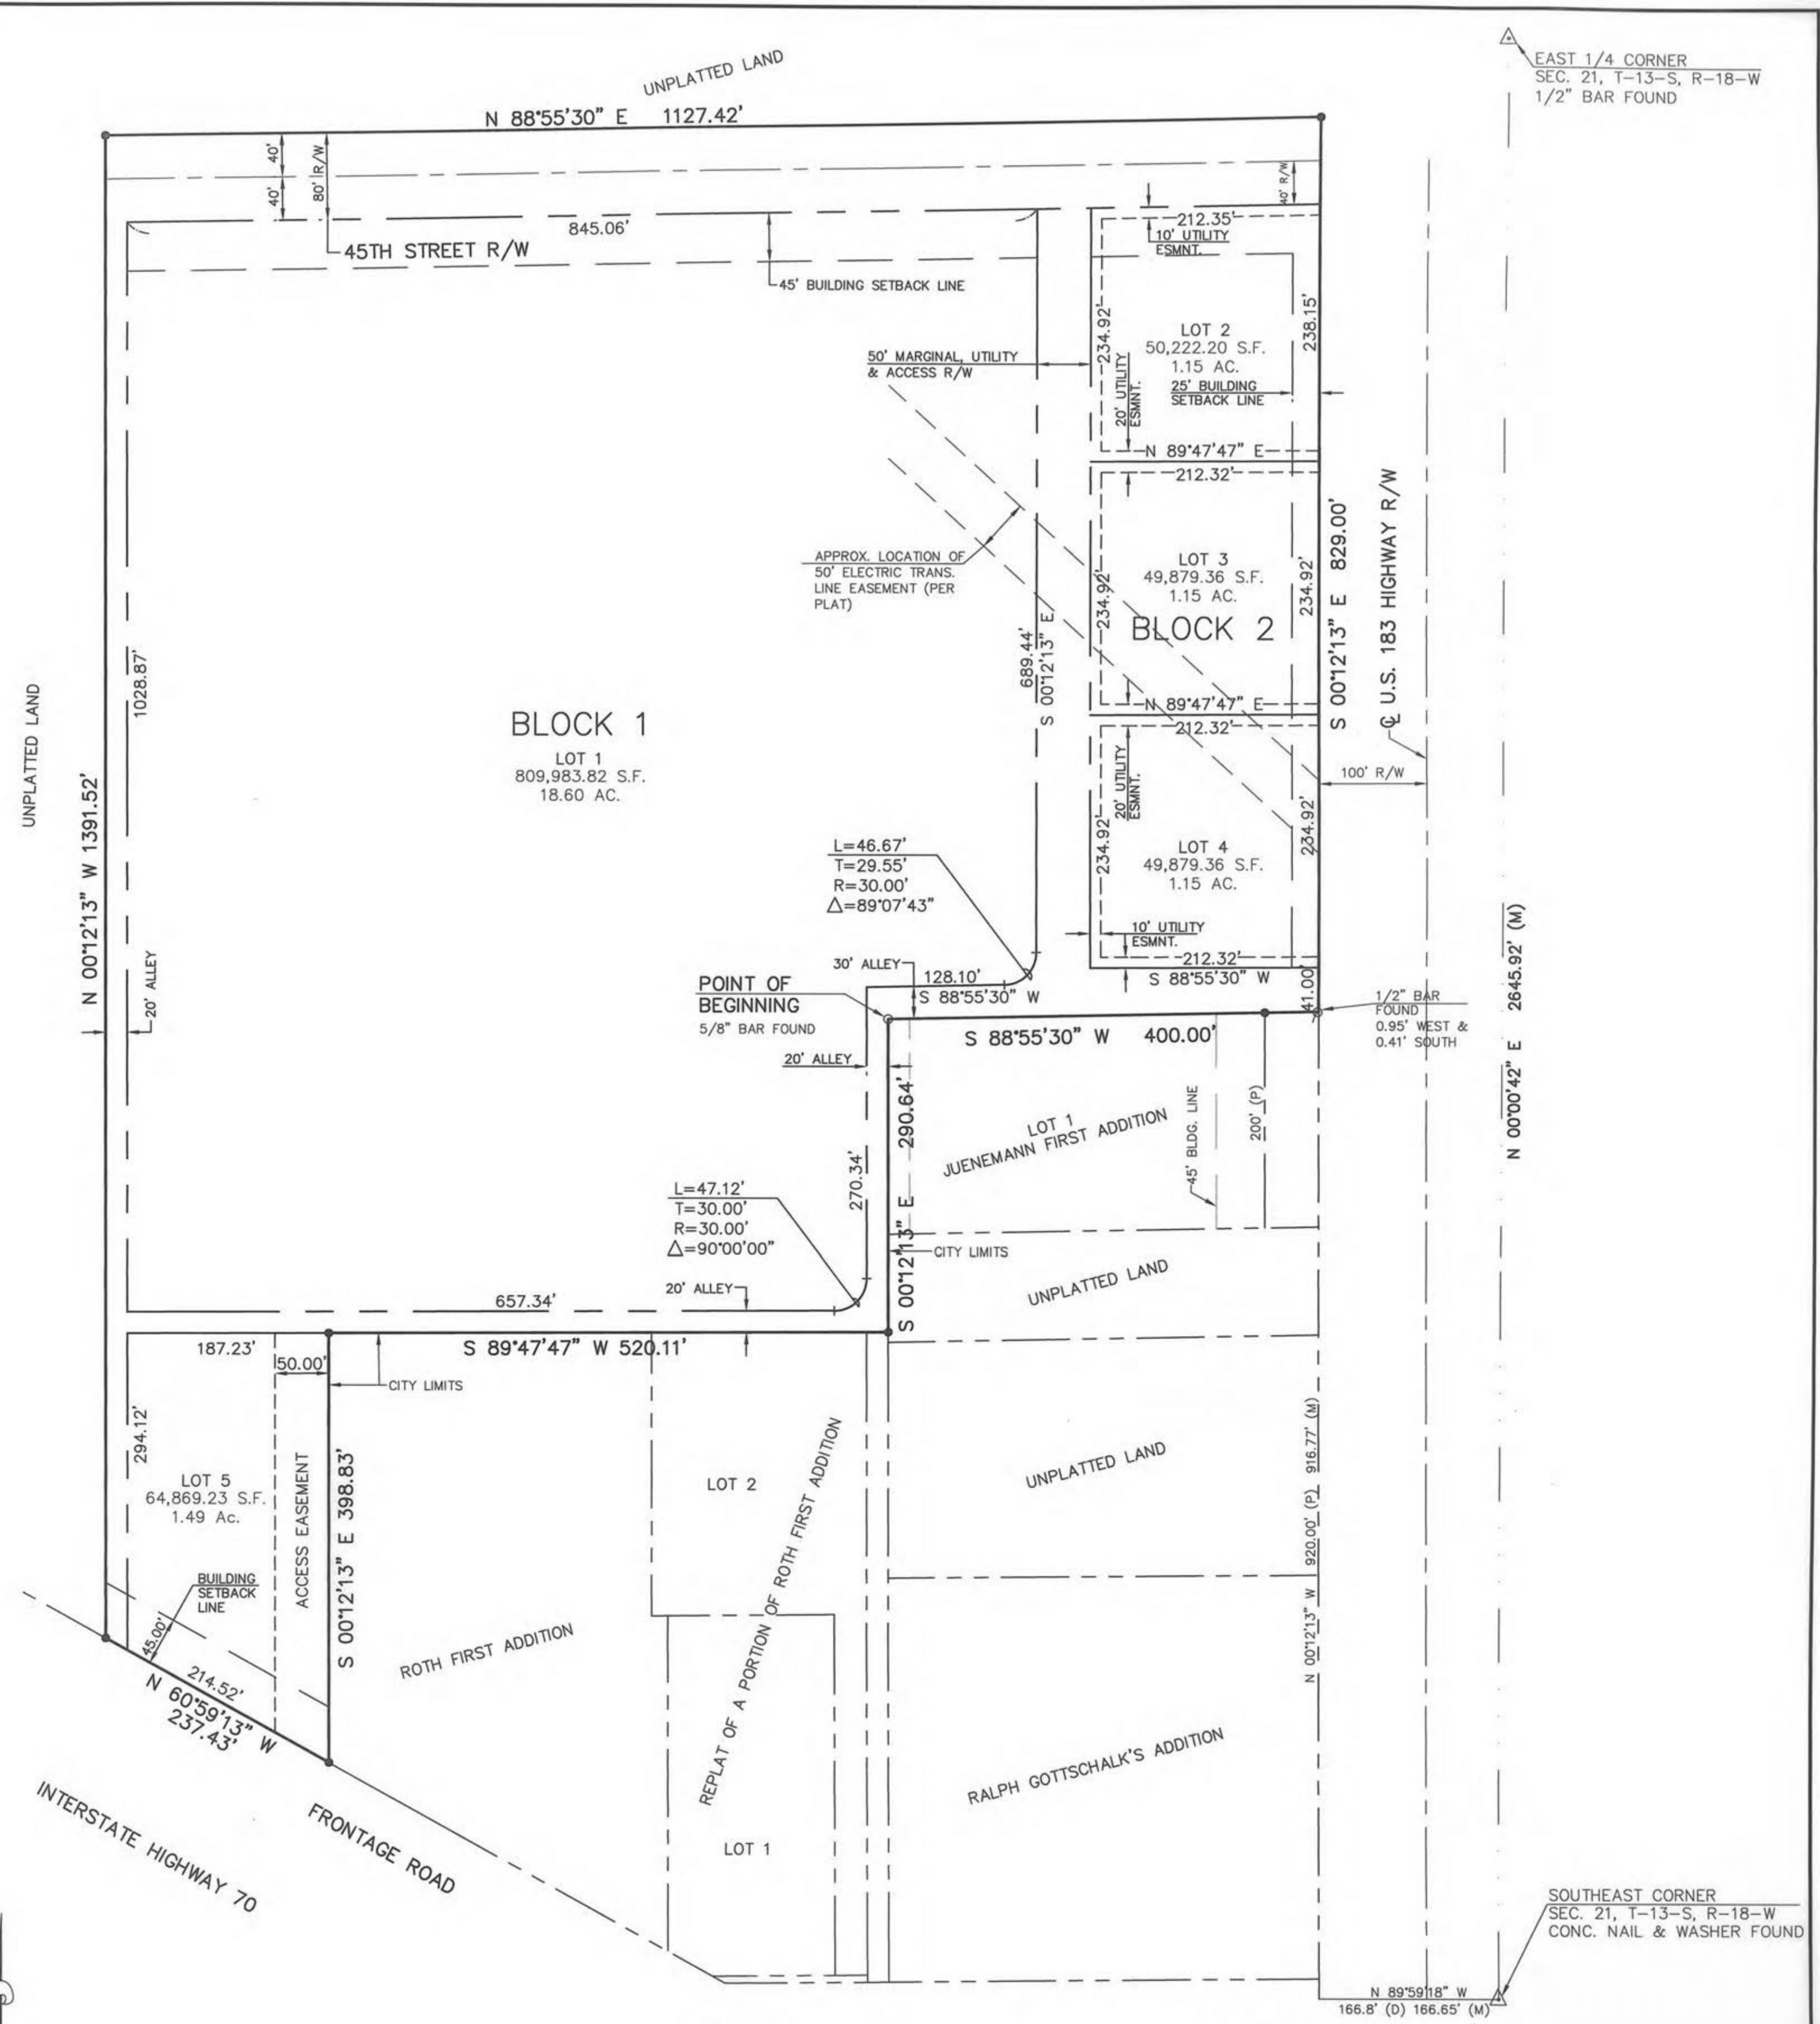 UNPLATTED LAND
N 88°55'30" E 1127.42'
EAST 1/4 CORNER
SEC. 21, T-13-S, R-18-W
1/2" BAR FOUND
40'
40'
80' R/W
40' R/W
845.06'
45TH STREET R/W
45' BUILDING SETBACK LINE
212.35'
10' UTILITY
ESMNT.
234.92'
238.15'
LOT 2
50,222.20 S.F.
1.15 AC.
50' MARGINAL, UTILITY
& ACCESS R/W
20' UTILITY
ESMNT.
25' BUILDING
SETBACK LINE
N 89°47'47" E
212.32'
APPROX. LOCATION OF
50' ELECTRIC TRANS.
LINE EASEMENT (PER
PLAT)
LOT 3
49,879.36 S.F.
1.15 AC.
234.92'
234.92'
BLOCK 2
S 00°12'13" E 829.00'
℄ U.S. 183 HIGHWAY R/W
689.44'
S 00°12'13" E
N 89°47'47" E
212.32'
UNPLATTED LAND
1028.87'
N 00°12'13" W 1391.52'
BLOCK 1
LOT 1
809,983.82 S.F.
18.60 AC.
100' R/W
20' UTILITY
ESMNT.
234.92'
234.92'
LOT 4
49,879.36 S.F.
1.15 AC.
L=46.67'
T=29.55'
R=30.00'
△=89°07'43"
10' UTILITY
ESMNT.
212.32'
S 88°55'30" W
41.00'
20' ALLEY
30' ALLEY
128.10'
S 88°55'30" W
POINT OF
BEGINNING
5/8" BAR FOUND
S 88°55'30" W 400.00'
1/2" BAR
FOUND
0.95' WEST &
0.41' SOUTH
N 00°00'42" E 2645.92' (M)
20' ALLEY
290.64'
S 00°12'13" E
270.34'
LOT 1
JUENEMANN FIRST ADDITION
45' BLDG. LINE
200' (P)
L=47.12'
T=30.00'
R=30.00'
△=90°00'00"
CITY LIMITS
UNPLATTED LAND
20' ALLEY
657.34'
S 89°47'47" W 520.11'
187.23'
50.00'
CITY LIMITS
294.12'
LOT 5
64,869.23 S.F.
1.49 Ac.
ACCESS EASEMENT
S 00°12'13" E 398.83'
BUILDING
SETBACK
LINE
45.00'
214.52'
N 60°59'13" W
237.43'
ROTH FIRST ADDITION
LOT 2
REPLAT OF A PORTION OF ROTH FIRST ADDITION
LOT 1
UNPLATTED LAND
N 00°12'13" W 920.00' (P) 916.77' (M)
RALPH GOTTSCHALK'S ADDITION
INTERSTATE HIGHWAY 70
FRONTAGE ROAD
SOUTHEAST CORNER
SEC. 21, T-13-S, R-18-W
CONC. NAIL & WASHER FOUND
N 89°59'18" W
166.8' (D) 166.65' (M)